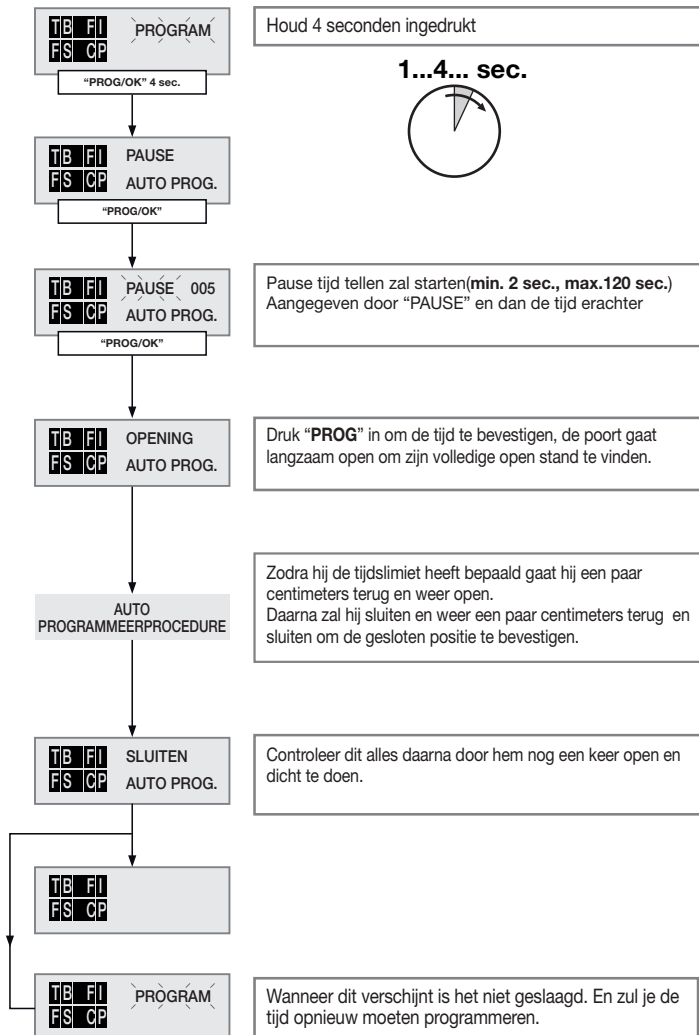 TB FI PROGRAM
FS CP
Houd 4 seconden ingedrukt
“PROG/OK” 4 sec.
1...4... sec.
TB FI PAUSE
FS CP AUTO PROG.
“PROG/OK”
TB FI PAUSE 005
FS CP AUTO PROG.
Pause tijd tellen zal starten(min. 2 sec., max.120 sec.)
Aangegeven door “PAUSE” en dan de tijd erachter
“PROG/OK”
TB FI OPENING
FS CP AUTO PROG.
Druk “PROG” in om de tijd te bevestigen, de poort gaat
langzaam open om zijn volledige open stand te vinden.
AUTO
PROGRAMMEERPROCEDURE
Zodra hij de tijdslimiet heeft bepaald gaat hij een paar
centimeters terug en weer open.
Daarna zal hij sluiten en weer een paar centimeters terug en
sluiten om de gesloten positie te bevestigen.
TB FI SLUITEN
FS CP AUTO PROG.
Controleer dit alles daarna door hem nog een keer open en
dicht te doen.
TB FI
FS CP
TB FI PROGRAM
FS CP
Wanneer dit verschijnt is het niet geslaagd. En zul je de
tijd opnieuw moeten programmeren.